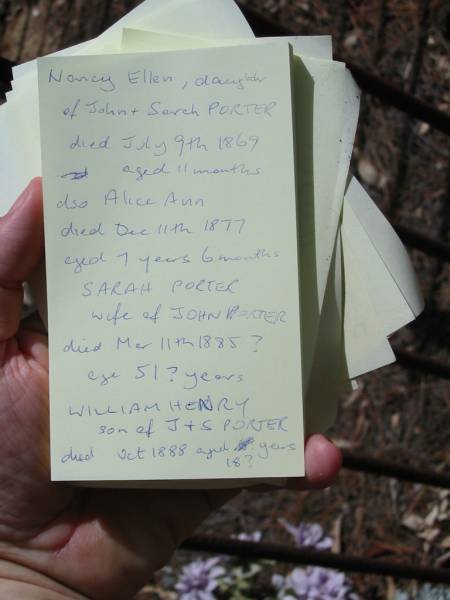 Nancy Ellen, daughter
of John + Sarah PORTER
died July 9th 1869
aged 11 months
also Alice Ann
died Dec 11th 1877
aged 7 years 6 months
SARAH PORTER
wife of JOHN PORTER
died Mar 11th 1885 ?
age 51? years
WILLIAM HENRY
son of J + S PORTER
died Oct 1888 aged years
18?